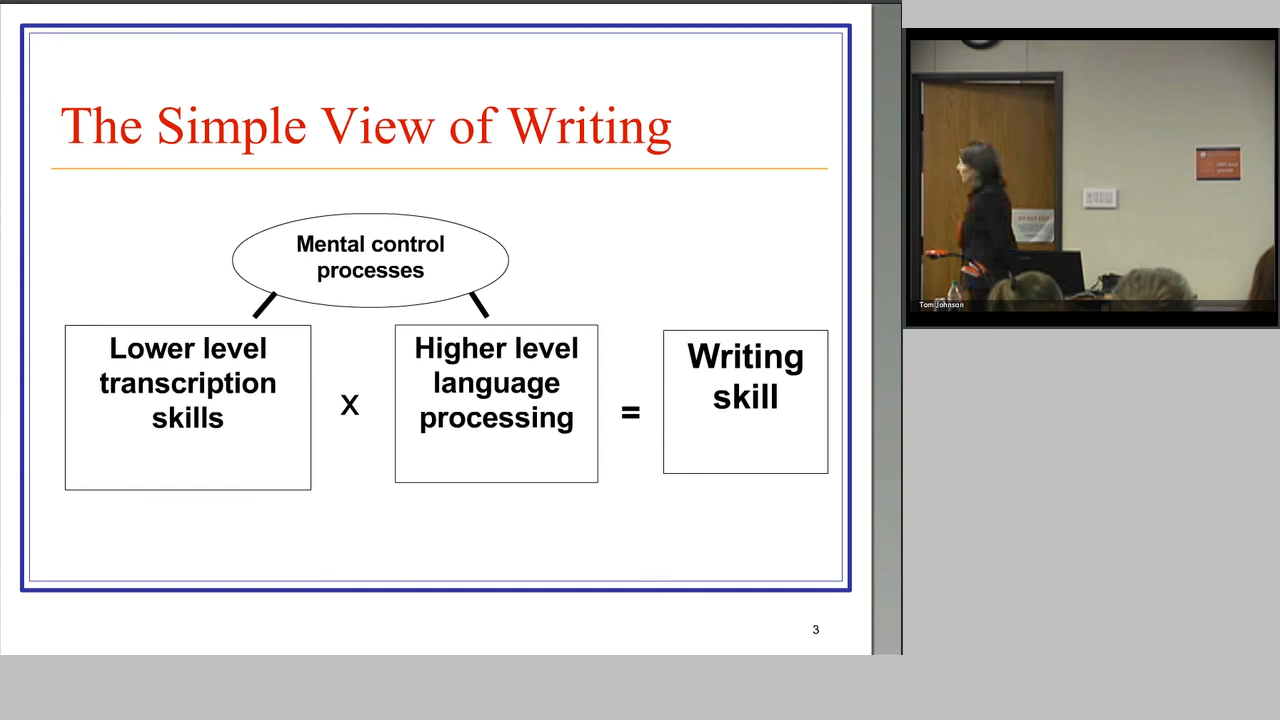 The Simple View of Writing
Mental control
processes
Lower level
transcription
skills
x
Higher level
language
processing
=
Writing
skill
3
Tom Johnson